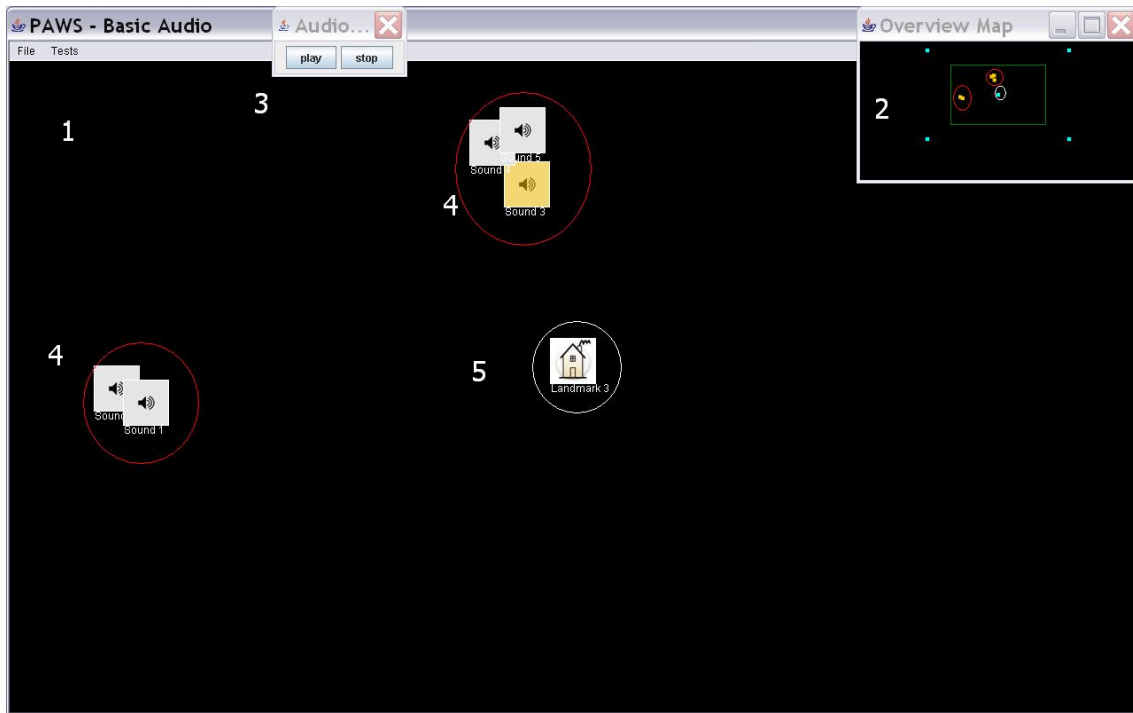 PAWS - Basic Audio
Audio...
Overview Map
File Tests
play stop
3
2
1
Sound 5
Sound 4
Sound 3
4
4
5
Landmark 3
Sound
Sound 1